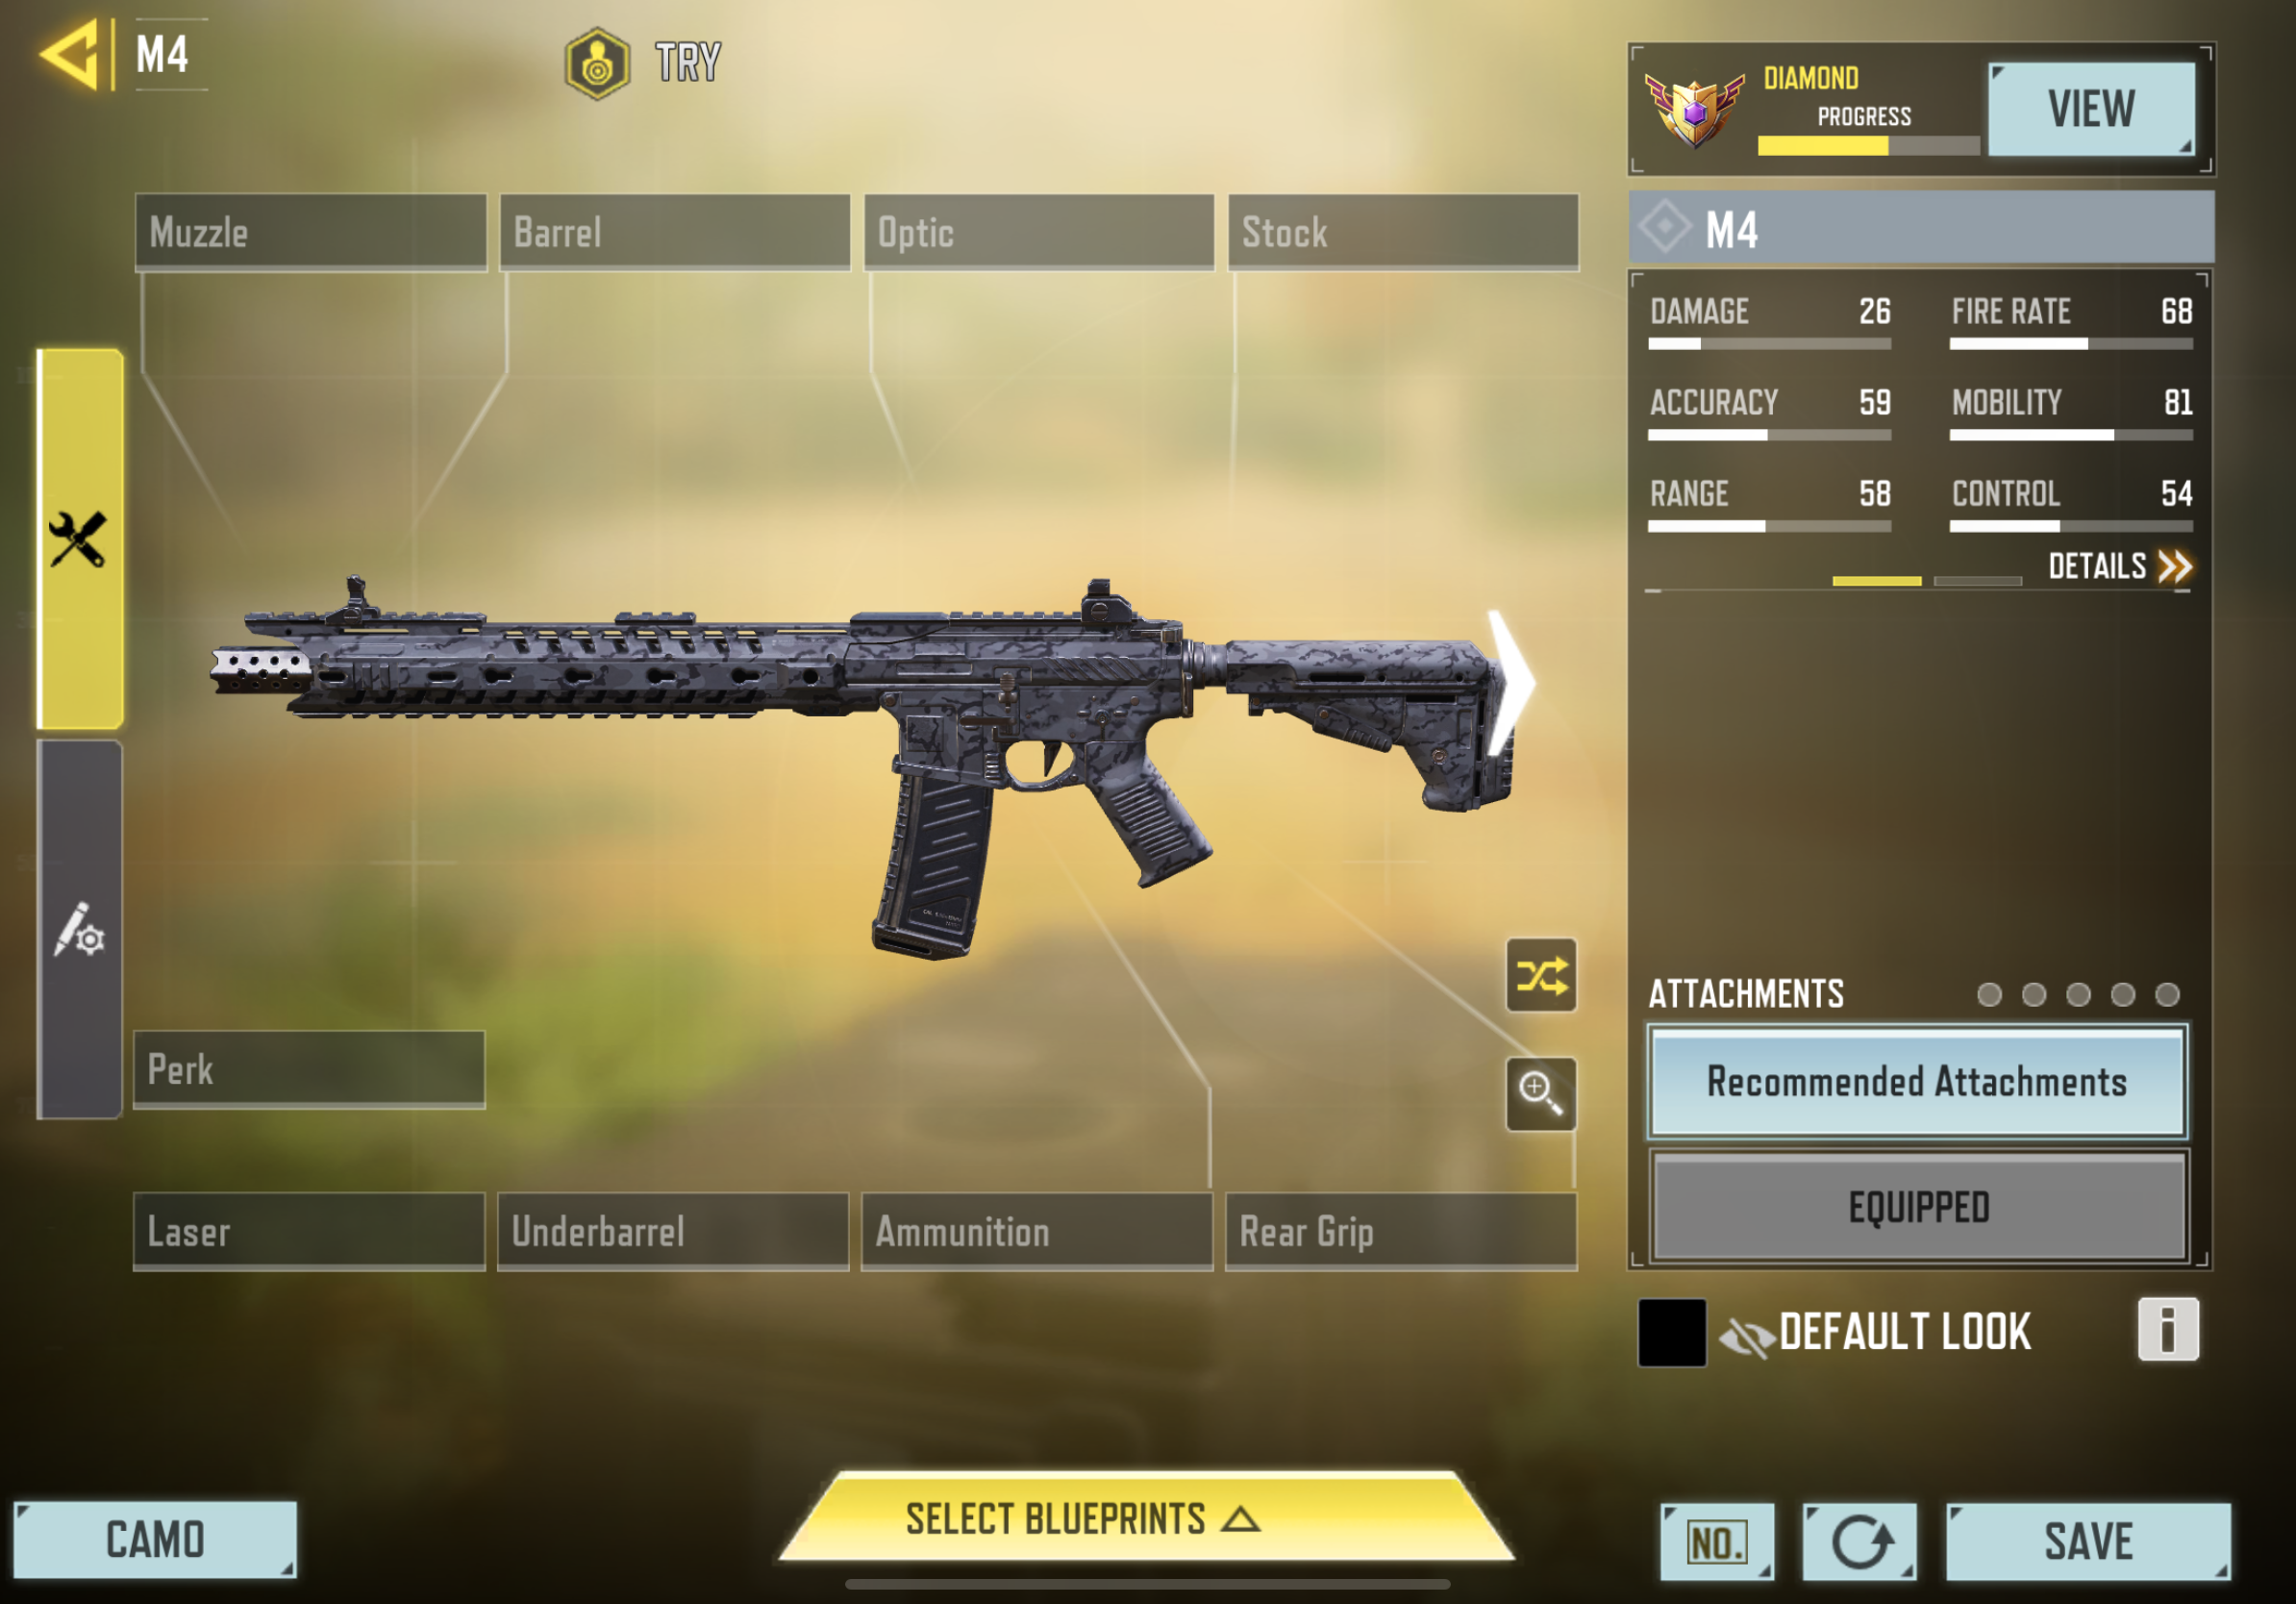 M4
TRY
DIAMOND
PROGRESS
VIEW
Muzzle
Barrel
Optic
Stock
M4
DAMAGE 26
FIRE RATE 68
ACCURACY 59
MOBILITY 81
RANGE 58
CONTROL 54
DETAILS
ATTACHMENTS
Recommended Attachments
EQUIPPED
Perk
Laser
Underbarrel
Ammunition
Rear Grip
DEFAULT LOOK
CAMO
SELECT BLUEPRINTS
NO.
SAVE